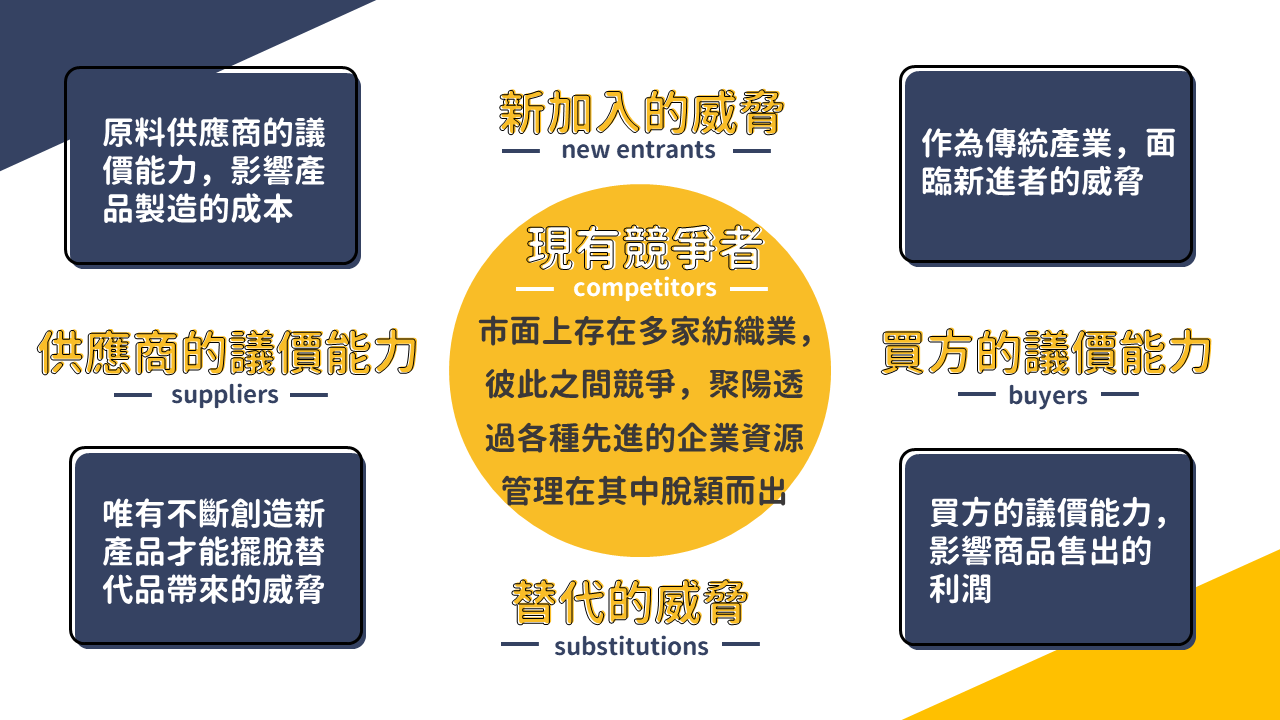 原料供應商的議
價能力，影響產
品製造的成本
供應商的議價能力
suppliers
唯有不斷創造新
產品才能擺脫替
代品帶來的威脅
新加入的威脅
new entrants
現有競爭者
competitors
市面上存在多家紡織業，
彼此之間競爭，聚陽透
過各種先進的企業資源
管理在其中脫穎而出
替代的威脅
substitutions
作為傳統產業，面
臨新進者的威脅
買方的議價能力
buyers
買方的議價能力，
影響商品售出的
利潤